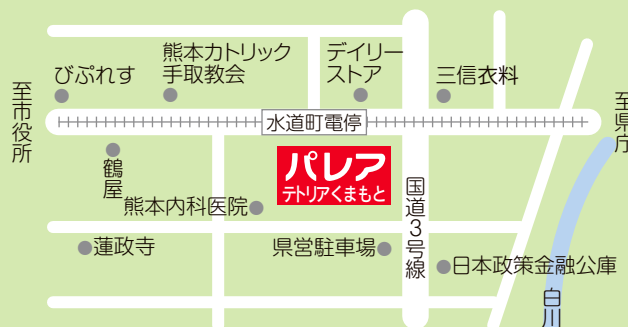 熊本カトリック
手取教会
デイリー
ストア
びぷれす
三信衣料
至市役所
至県庁
水道町電停
鶴屋
パレア
テトリアくまもと
熊本内科医院
国道3号線
蓮政寺
県営駐車場
日本政策金融公庫
白川